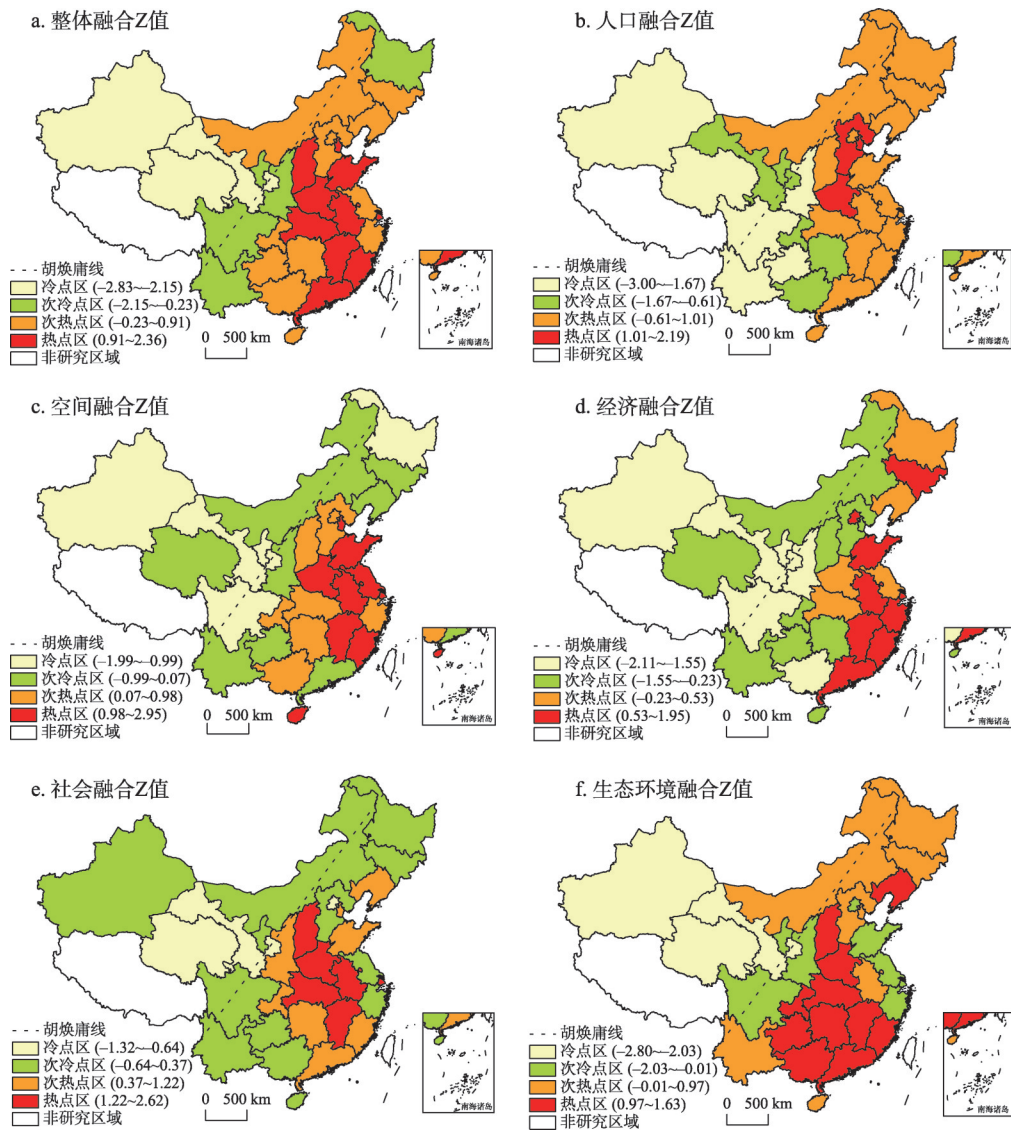 a. 整体融合Z值
胡焕庸线
冷点区 (−2.83~−2.15)
次冷点区 (−2.15~−0.23)
次热点区 (−0.23~0.91)
热点区 (0.91~2.36)
非研究区域
0 500 km
南海诸岛
b. 人口融合Z值
胡焕庸线
冷点区 (−3.00~−1.67)
次冷点区 (−1.67~−0.61)
次热点区 (−0.61~1.01)
热点区 (1.01~2.19)
非研究区域
0 500 km
南海诸岛
c. 空间融合Z值
胡焕庸线
冷点区 (−1.99~−0.99)
次冷点区 (−0.99~0.07)
次热点区 (0.07~0.98)
热点区 (0.98~2.95)
非研究区域
0 500 km
南海诸岛
d. 经济融合Z值
胡焕庸线
冷点区 (−2.11~−1.55)
次冷点区 (−1.55~−0.23)
次热点区 (−0.23~0.53)
热点区 (0.53~1.95)
非研究区域
0 500 km
南海诸岛
e. 社会融合Z值
胡焕庸线
冷点区 (−1.32~−0.64)
次冷点区 (−0.64~0.37)
次热点区 (0.37~1.22)
热点区 (1.22~2.62)
非研究区域
0 500 km
南海诸岛
f. 生态环境融合Z值
胡焕庸线
冷点区 (−2.80~−2.03)
次冷点区 (−2.03~−0.01)
次热点区 (−0.01~0.97)
热点区 (0.97~1.63)
非研究区域
0 500 km
南海诸岛